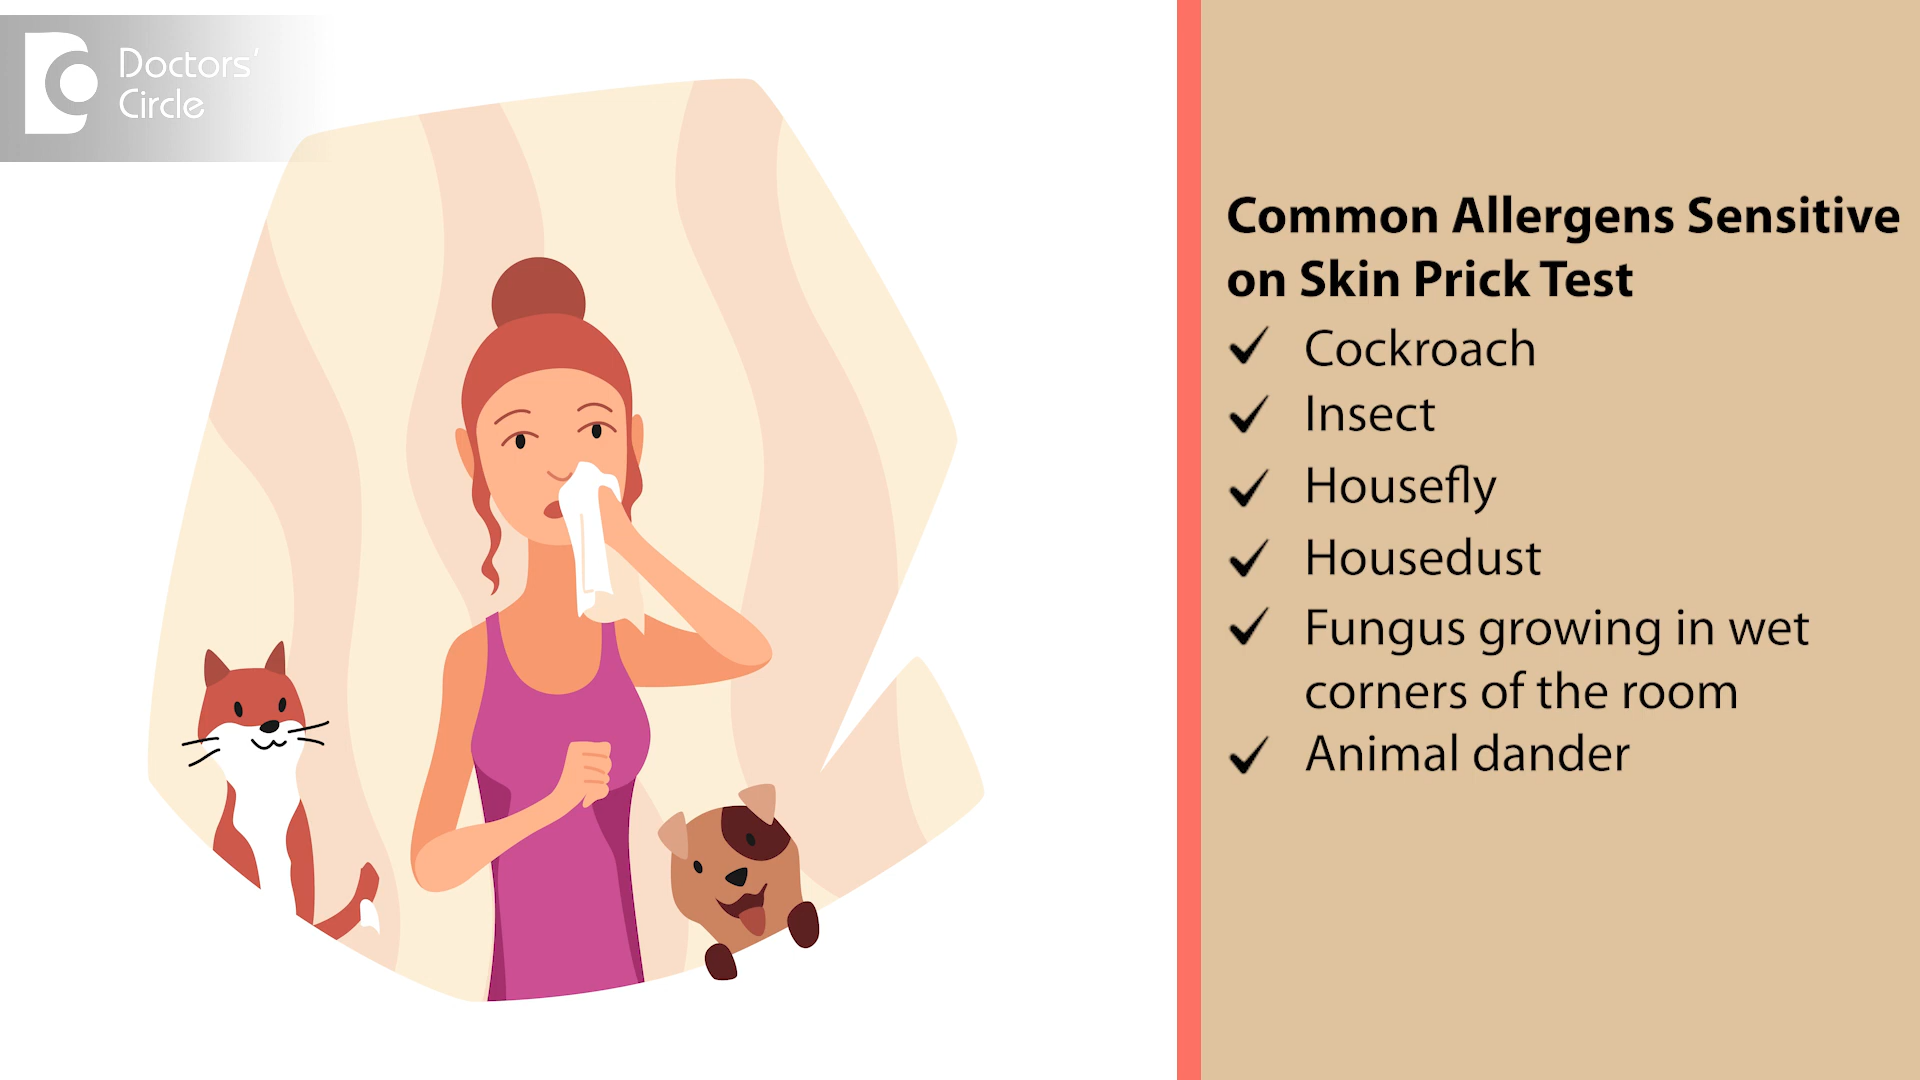 Doctors'
Circle
Common Allergens Sensitive
on Skin Prick Test
Cockroach
Insect
Housefly
Housedust
Fungus growing in wet
corners of the room
Animal dander